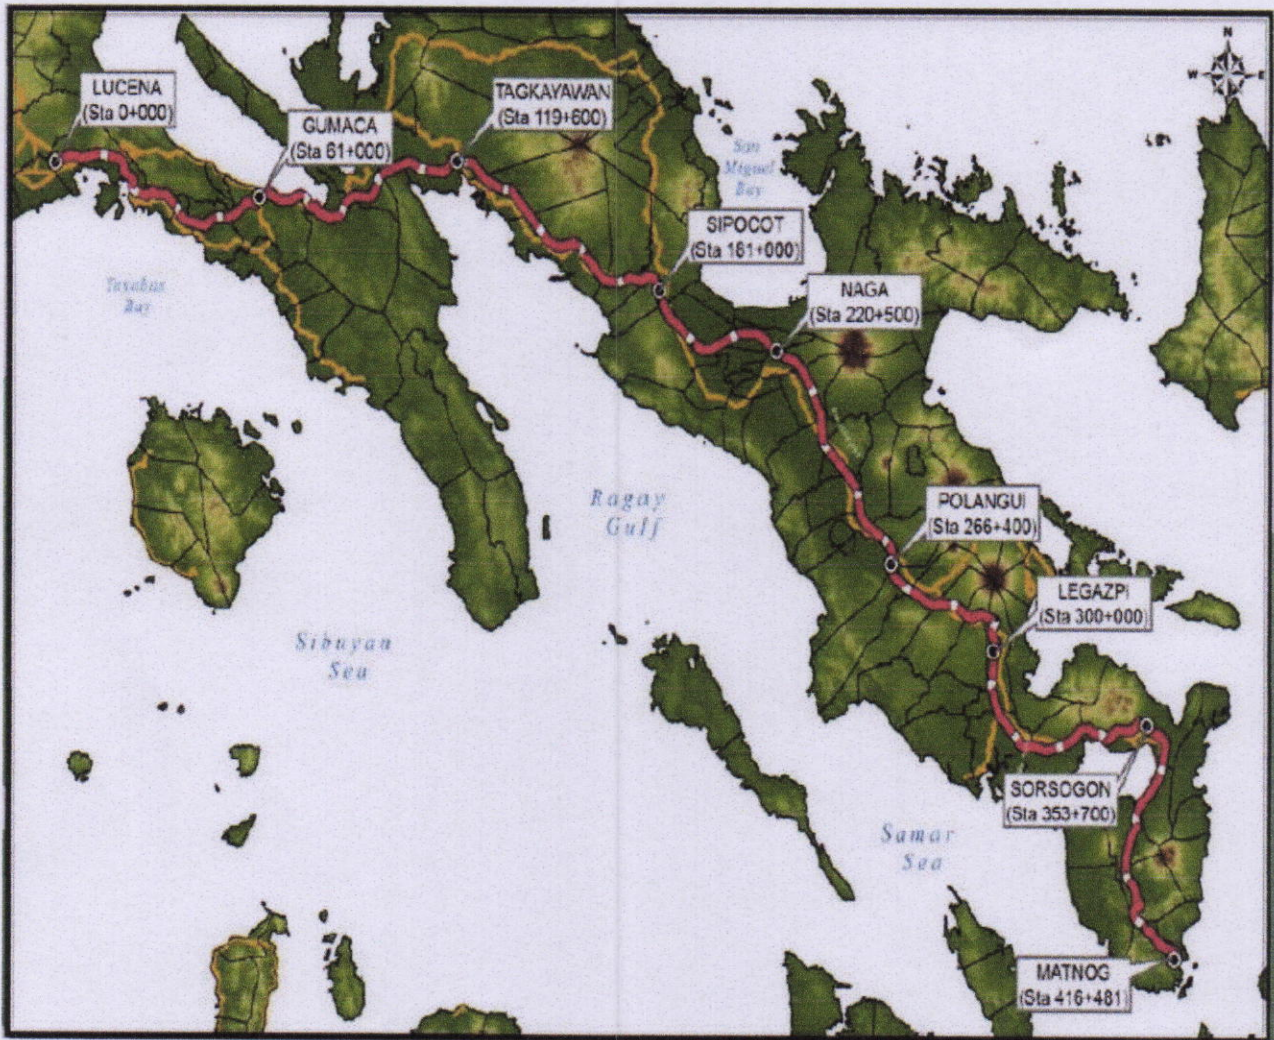 N
W
E
S
LUCENA
(Sta 0+000)
GUMACA
(Sta 61+000)
TAGKAYAWAN
(Sta 119+600)
San
Miguel
Bay
SIPOCOT
(Sta 161+000)
Tayabas
Bay
NAGA
(Sta 220+500)
Ragay
Gulf
POLANGUI
(Sta 266+400)
LEGAZPI
(Sta 300+000)
Sibuyan
Sea
SORSOGON
(Sta 353+700)
Samar
Sea
MATNOG
(Sta 416+481)